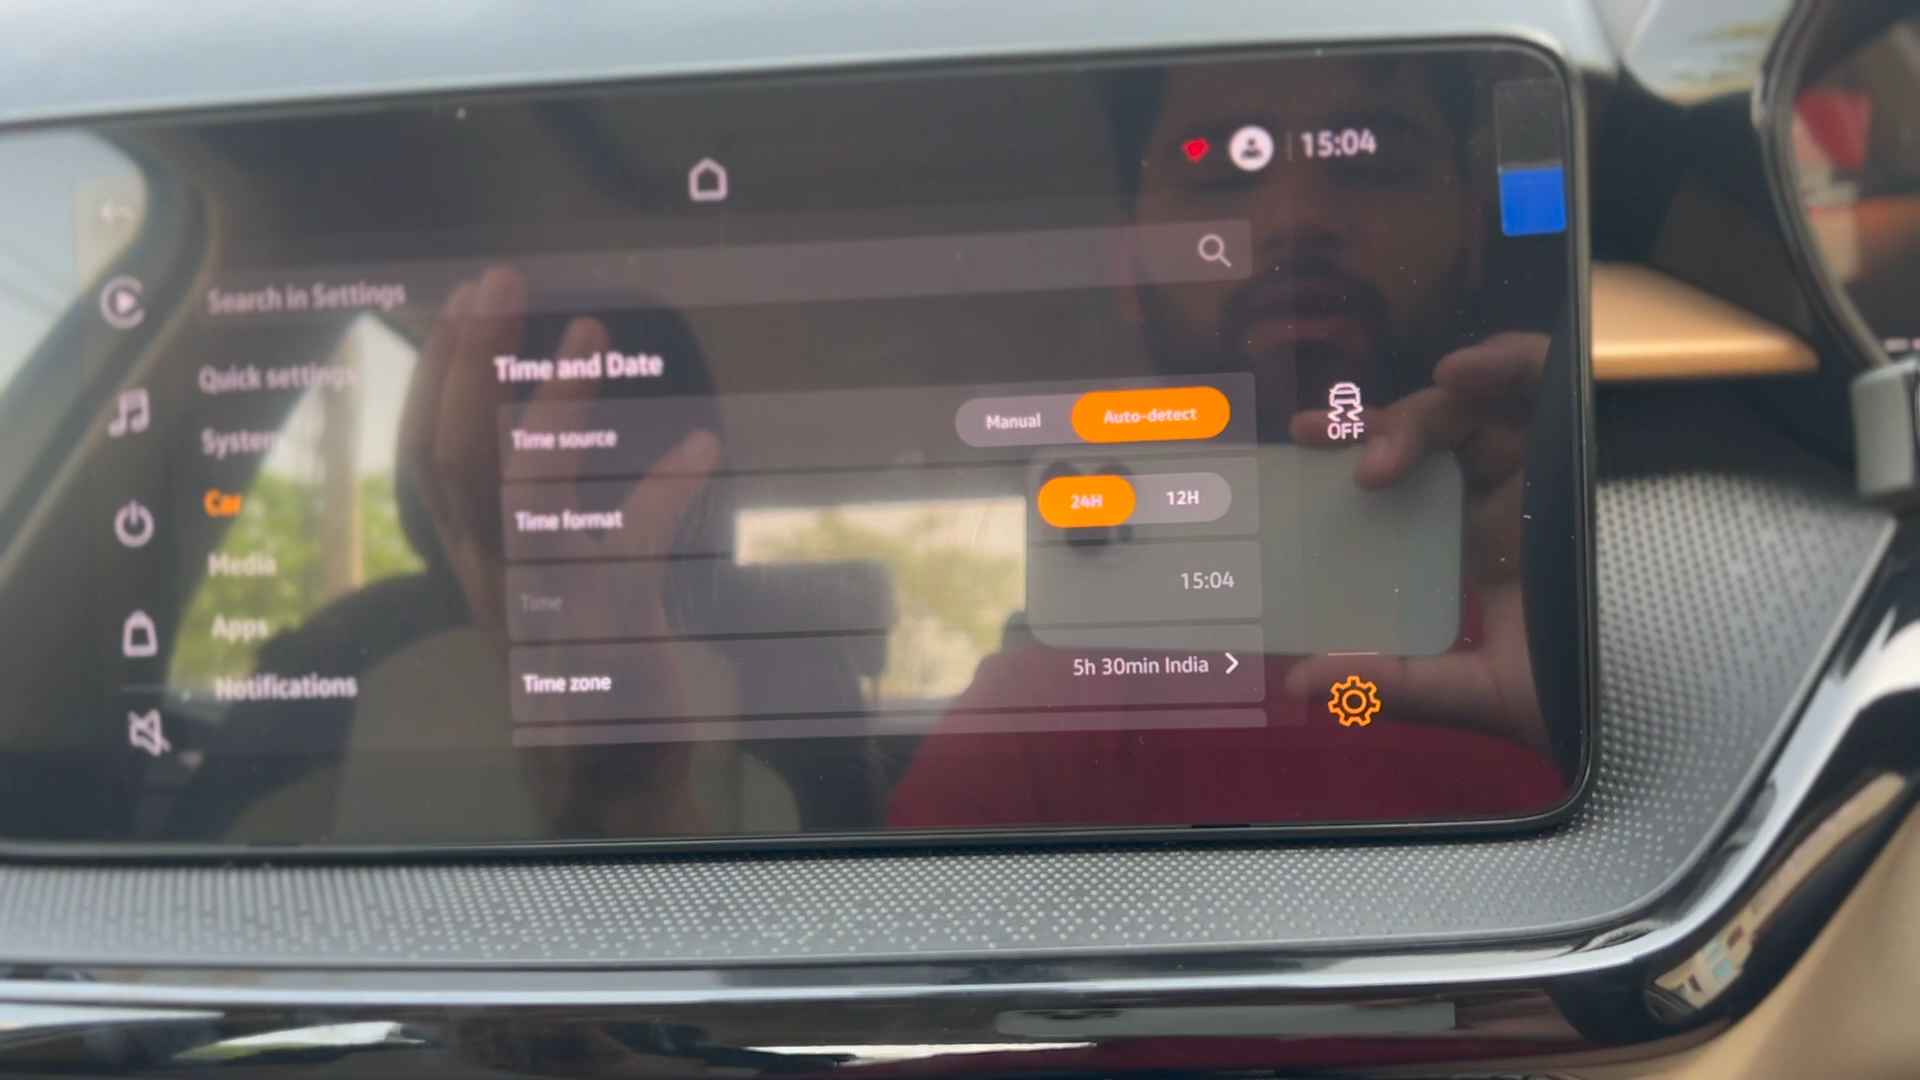 15:04
Search in Settings
Quick settings
System
Car
Media
Apps
Notifications
Time and Date
Time source
Manual
Auto-detect
Time format
24H
12H
Time
15:04
Time zone
5h 30min India
OFF